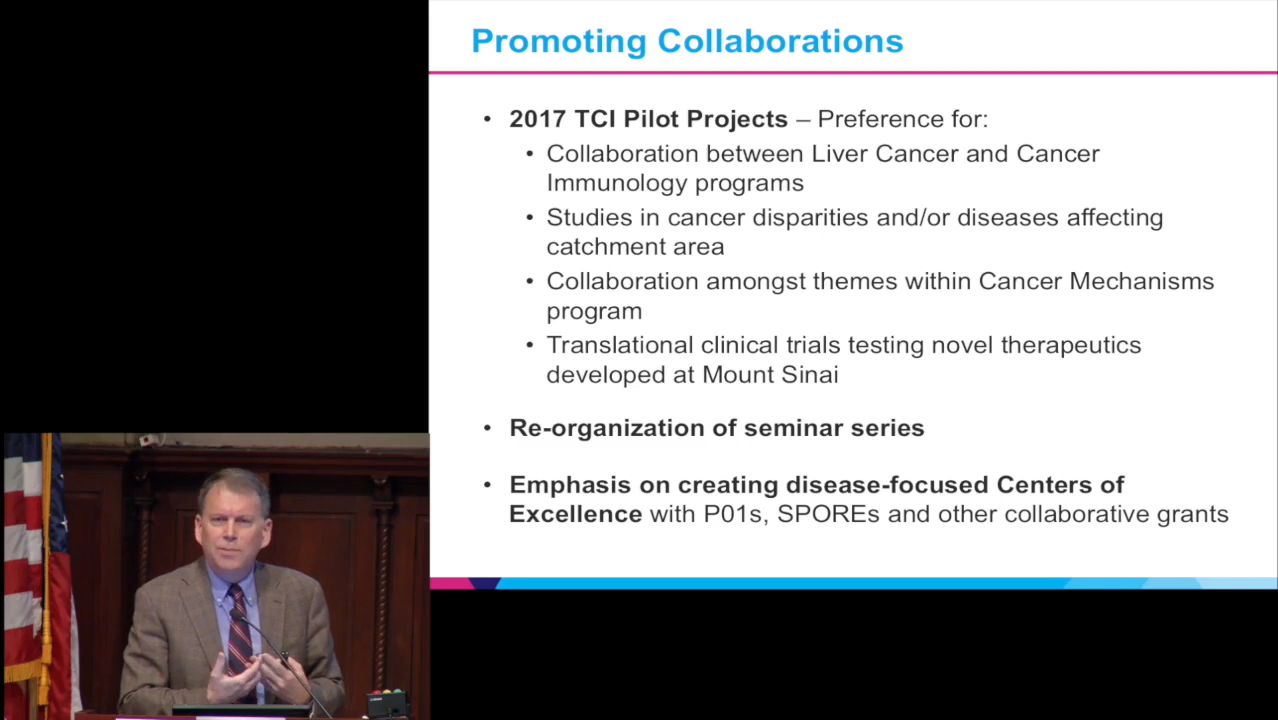 Promoting Collaborations
• 2017 TCI Pilot Projects – Preference for:
• Collaboration between Liver Cancer and Cancer
Immunology programs
• Studies in cancer disparities and/or diseases affecting
catchment area
• Collaboration amongst themes within Cancer Mechanisms
program
• Translational clinical trials testing novel therapeutics
developed at Mount Sinai
• Re-organization of seminar series
• Emphasis on creating disease-focused Centers of
Excellence with P01s, SPOREs and other collaborative grants